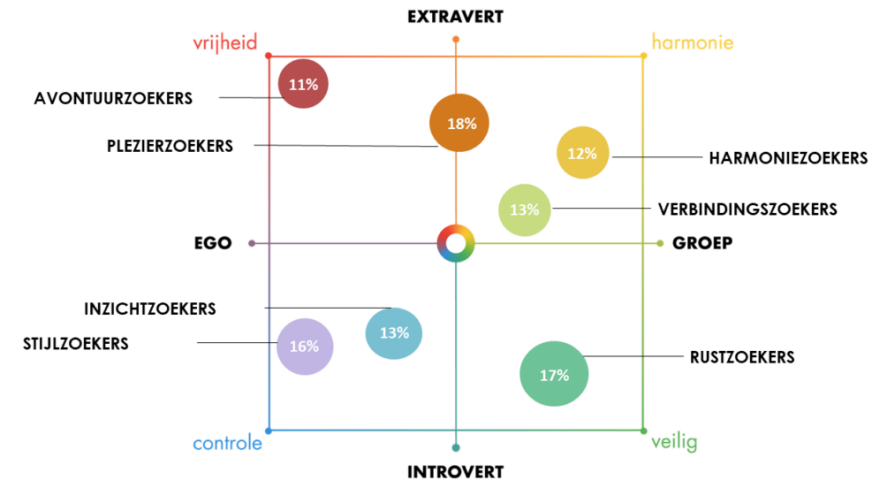 EXTRAVERT
vrijheid
harmonie
11%
AVONTUURZOEKERS
18%
PLEZIERZOEKERS
12%
HARMONIEZOEKERS
13%
VERBINDINGSZOEKERS
EGO
GROEP
INZICHTZOEKERS
13%
STIJLZOEKERS
16%
RUSTZOEKERS
17%
controle
veilig
INTROVERT